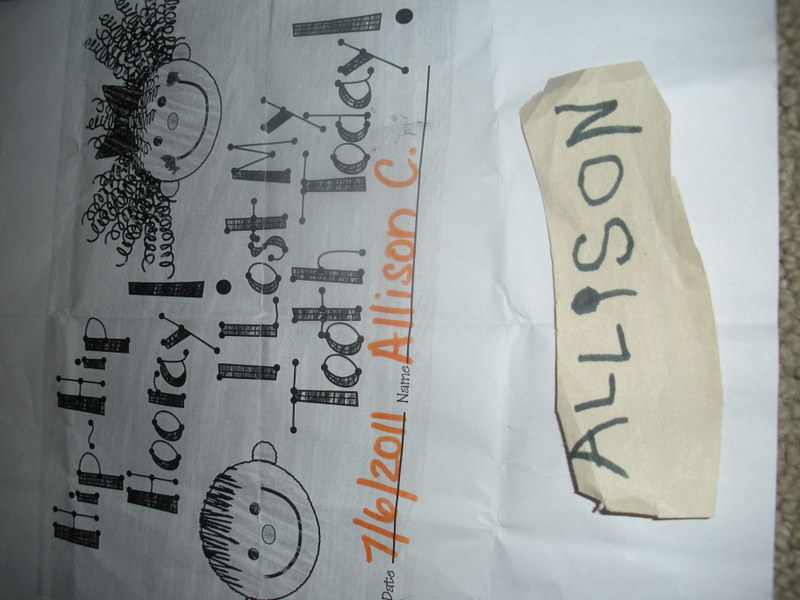 Hip~Hip
Hooray!
I Lost My
Tooth Today!
Date 7/6/2011 Name Allison C.
ALLISON